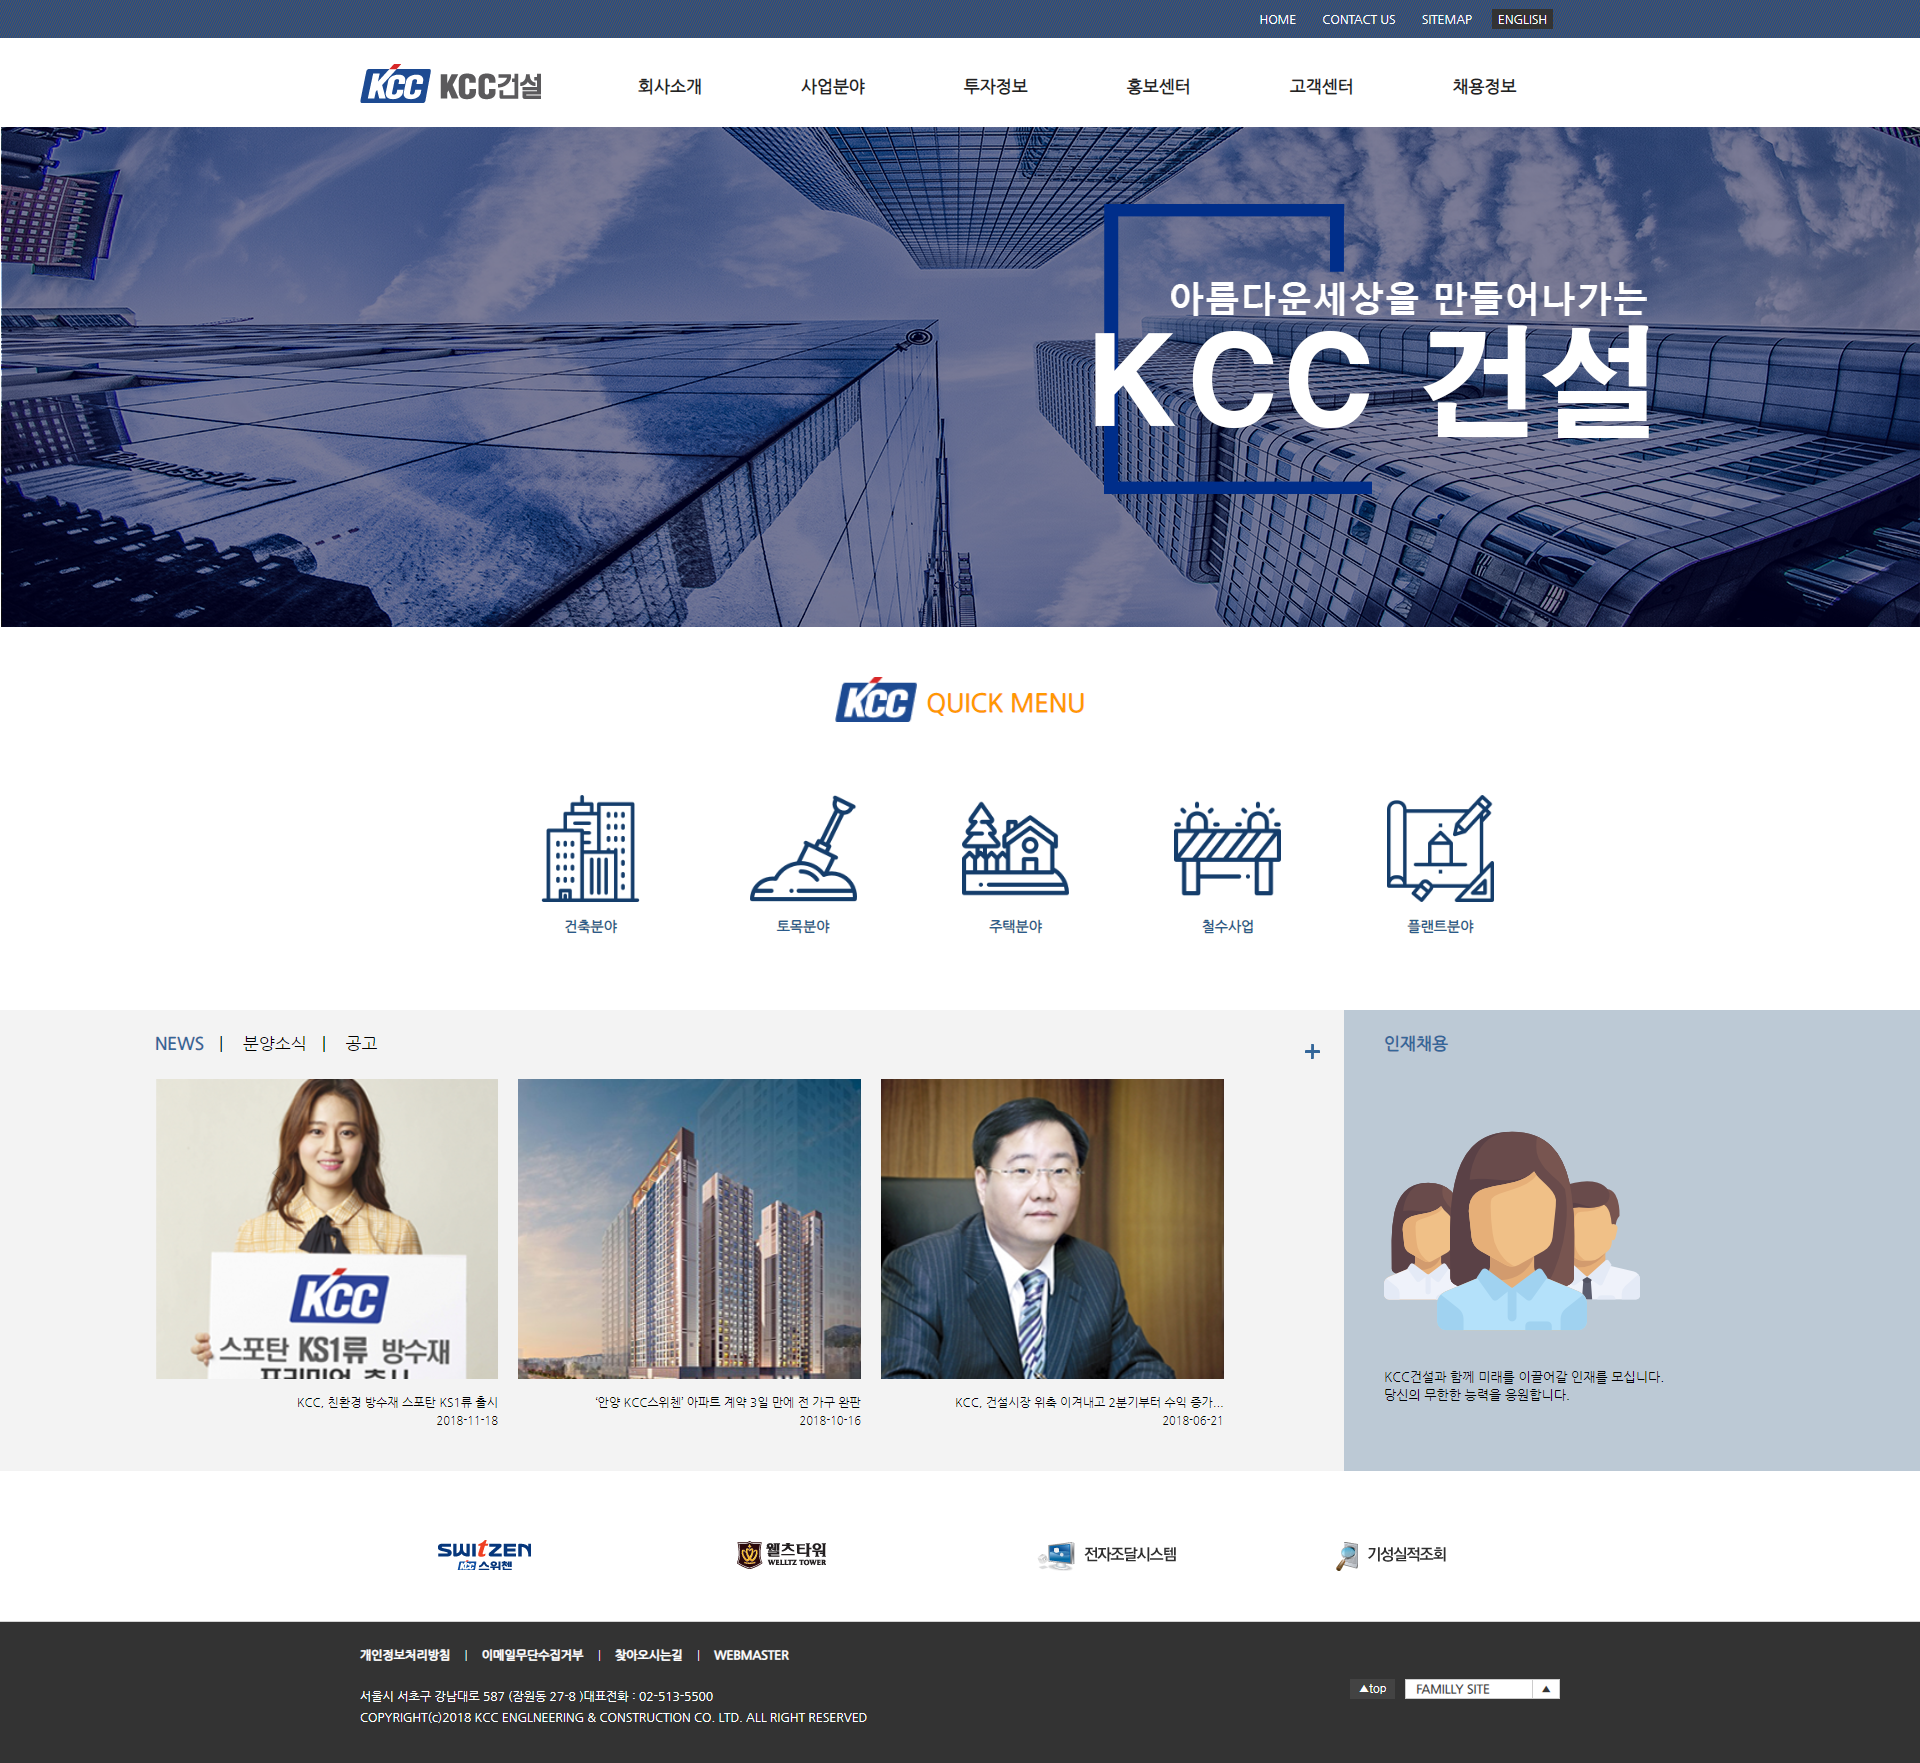 HOME CONTACT US SITEMAP ENGLISH
KCC KCC건설 회사소개 사업분야 투자정보 홍보센터 고객센터 채용정보
아름다운세상을 만들어나가는
KCC 건설
KCC QUICK MENU
건축분야 토목분야 주택분야 철수사업 플랜트분야
NEWS | 분양소식 | 공고 +
인재채용
KCC
스포탄 KS1류 방수재
프리미엄 출시
KCC, 친환경 방수재 스포탄 KS1류 출시
2018-11-18
‘안양 KCC스위첸’ 아파트 계약 3일 만에 전 가구 완판
2018-10-16
KCC, 건설시장 위축 이겨내고 2분기부터 수익 증가...
2018-06-21
KCC건설과 함께 미래를 이끌어갈 인재를 모십니다.
당신의 무한한 능력을 응원합니다.
SWITZEN
KCC 스위첸
웰츠타워
WELLTZ TOWER
전자조달시스템
기성실적조회
개인정보처리방침 | 이메일무단수집거부 | 찾아오시는길 | WEBMASTER
서울시 서초구 강남대로 587 (잠원동 27-8 )대표전화 : 02-513-5500
COPYRIGHT(c)2018 KCC ENGLNEERING & CONSTRUCTION CO. LTD. ALL RIGHT RESERVED
▲top FAMILLY SITE ▲